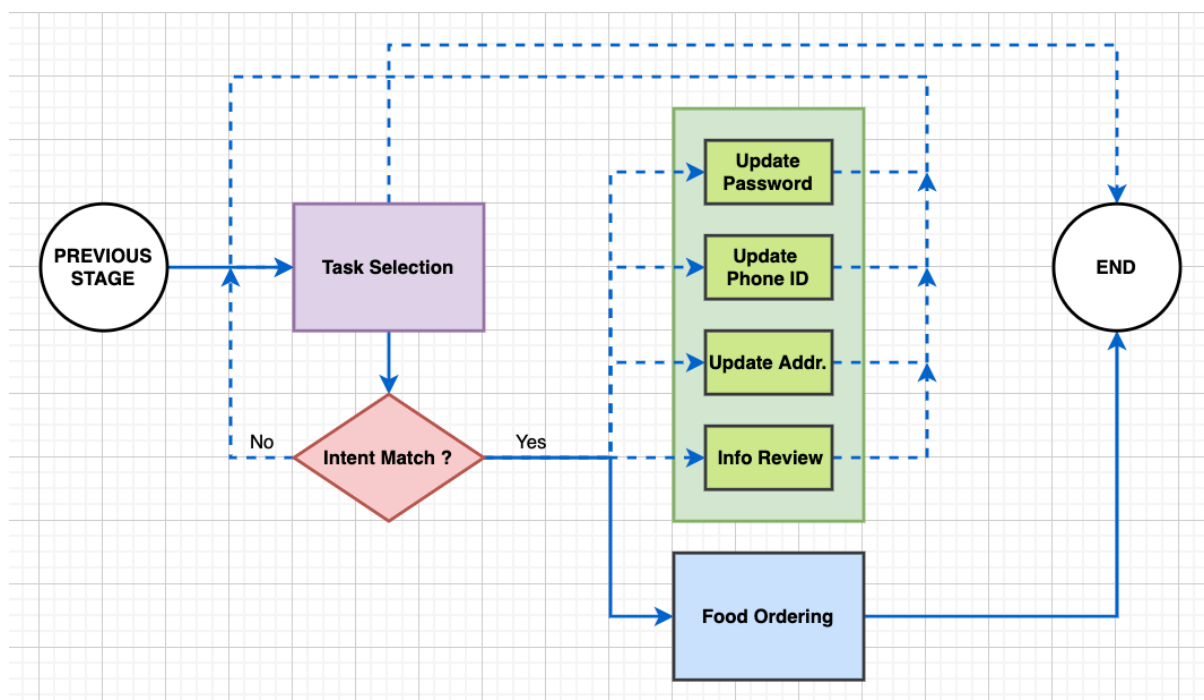 PREVIOUS
STAGE
Task Selection
Intent Match ?
No
Yes
Update
Password
Update
Phone ID
Update Addr.
Info Review
Food Ordering
END